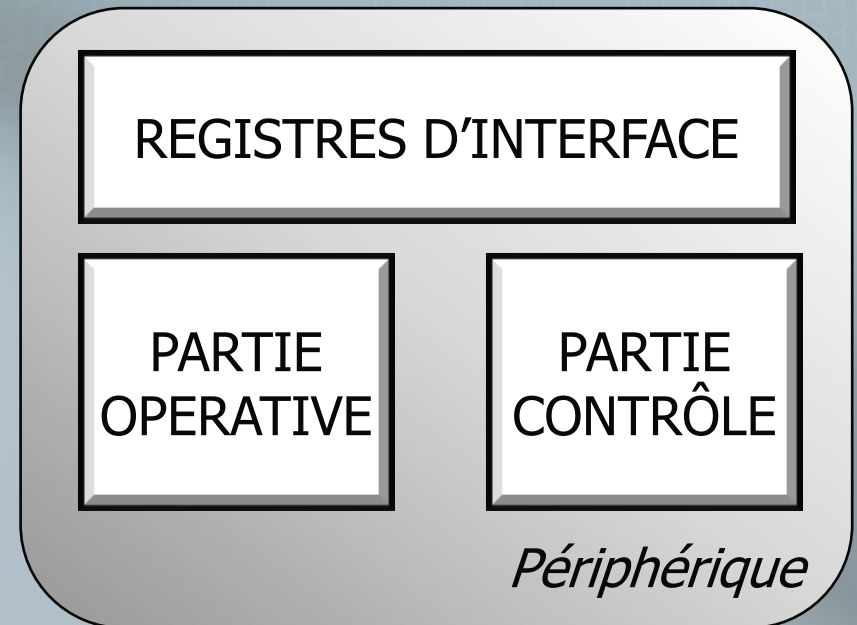 REGISTRES D’INTERFACE
PARTIE
OPERATIVE
PARTIE
CONTRÔLE
Périphérique